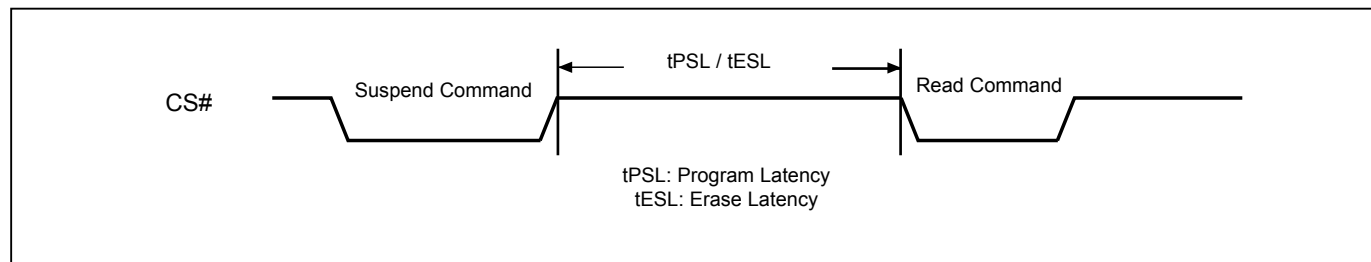 tPSL / tESL
Suspend Command
Read Command
CS#
tPSL: Program Latency
tESL: Erase Latency